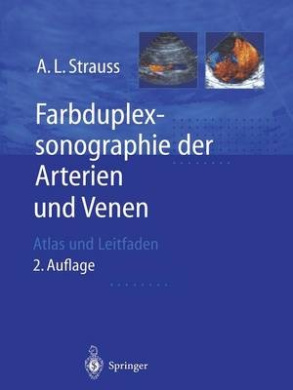 A. L. Strauss
Farbduplex-
sonographie der
Arterien
und Venen
Atlas und Leitfaden
2. Auflage
Springer